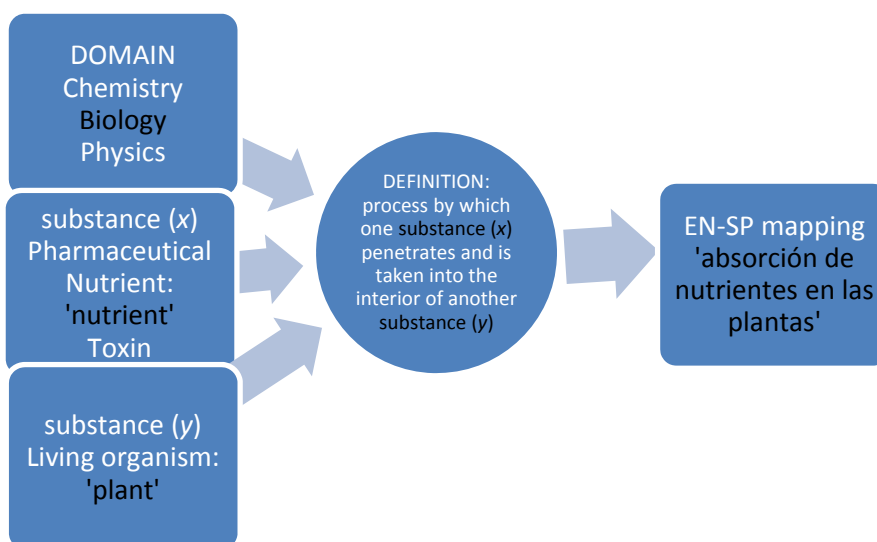 DOMAIN
Chemistry
Biology
Physics
substance (x)
Pharmaceutical
Nutrient:
'nutrient'
Toxin
substance (y)
Living organism:
'plant'
DEFINITION:
process by which
one substance (x)
penetrates and is
taken into the
interior of another
substance (y)
EN-SP mapping
'absorción de
nutrientes en las
plantas'